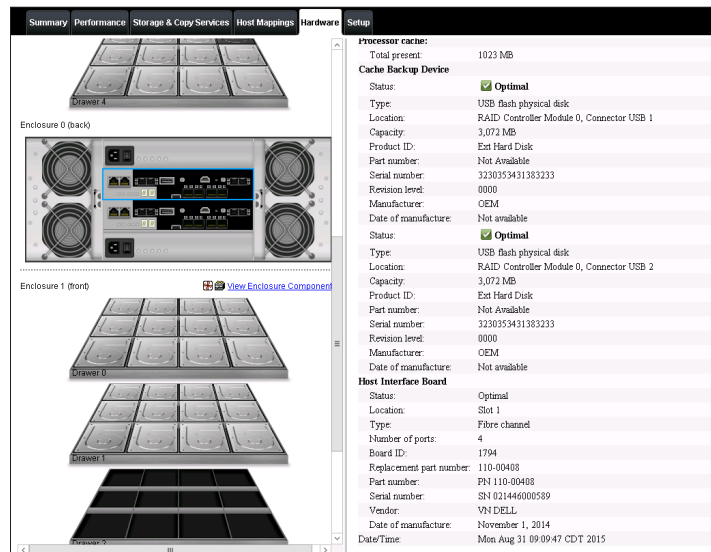 Summary Performance Storage & Copy Services Host Mappings Hardware Setup
Drawer 4
Enclosure 0 (back)
Enclosure 1 (front)
View Enclosure Component
Drawer 0
Drawer 1
Drawer 2
Processor cache:
Total present: 1023 MB
Cache Backup Device
Status: Optimal
Type: USB flash physical disk
Location: RAID Controller Module 0, Connector USB 1
Capacity: 3,072 MB
Product ID: Ext Hard Disk
Part number: Not Available
Serial number: 3230353431383233
Revision level: 0000
Manufacturer: OEM
Date of manufacture: Not available
Status: Optimal
Type: USB flash physical disk
Location: RAID Controller Module 0, Connector USB 2
Capacity: 3,072 MB
Product ID: Ext Hard Disk
Part number: Not Available
Serial number: 3230353431383233
Revision level: 0000
Manufacturer: OEM
Date of manufacture: Not available
Host Interface Board
Status: Optimal
Location: Slot 1
Type: Fibre channel
Number of ports: 4
Board ID: 1794
Replacement part number: 110-00408
Part number: PN 110-00408
Serial number: SN 021446000589
Vendor: VN DELL
Date of manufacture: November 1, 2014
Date/Time: Mon Aug 31 09:09:47 CDT 2015